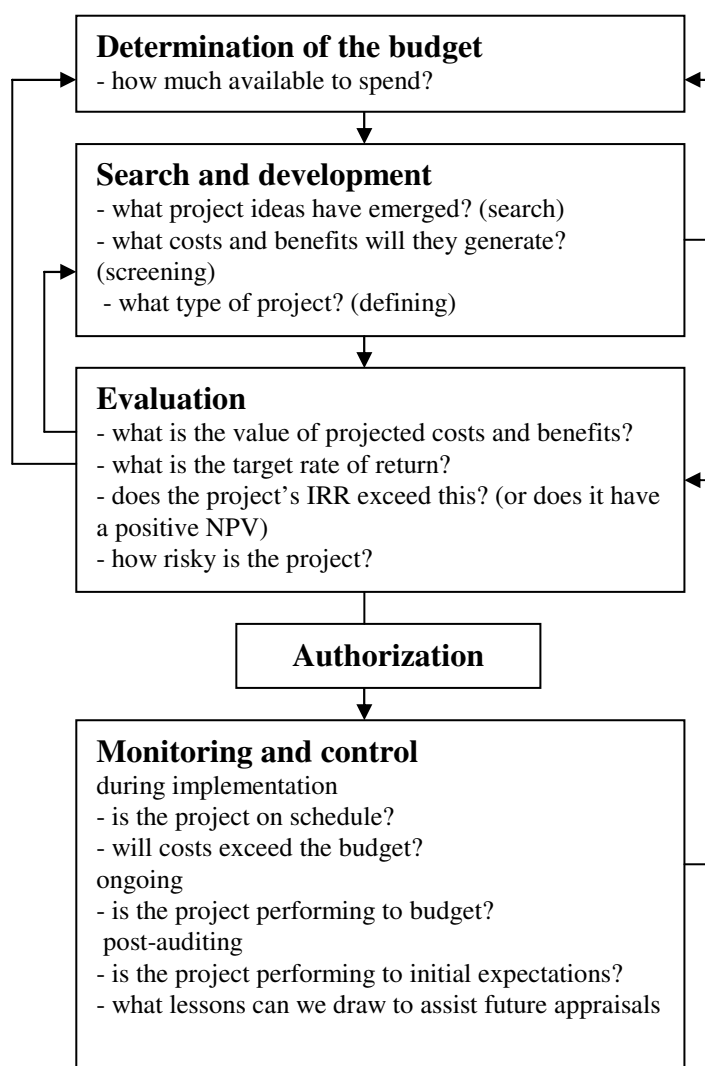 Determination of the budget
- how much available to spend?
Search and development
- what project ideas have emerged? (search)
- what costs and benefits will they generate?
(screening)
- what type of project? (defining)
Evaluation
- what is the value of projected costs and benefits?
- what is the target rate of return?
- does the project's IRR exceed this? (or does it have
a positive NPV)
- how risky is the project?
Authorization
Monitoring and control
during implementation
- is the project on schedule?
- will costs exceed the budget?
ongoing
- is the project performing to budget?
post-auditing
- is the project performing to initial expectations?
- what lessons can we draw to assist future appraisals